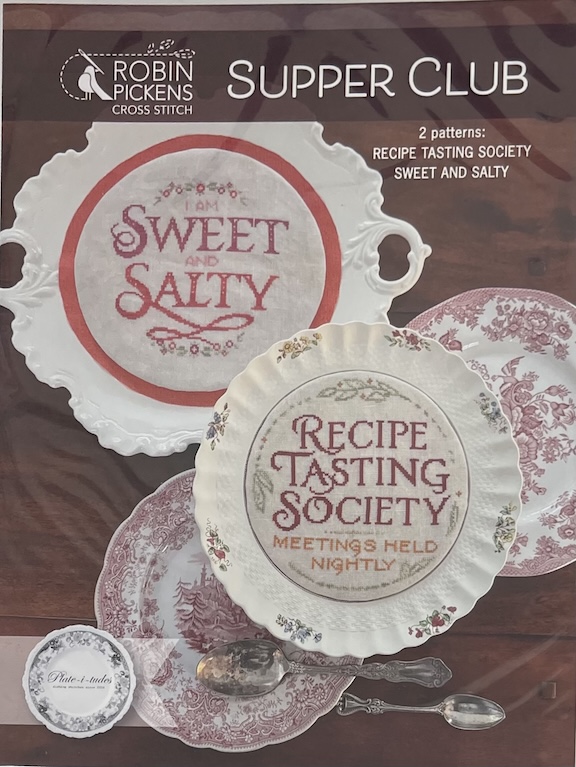 ROBIN
PICKENS
CROSS STITCH
SUPPER CLUB
2 patterns:
RECIPE TASTING SOCIETY
SWEET AND SALTY
I AM
SWEET
AND
SALTY
RECIPE
TASTING
SOCIETY
MEETINGS HELD
NIGHTLY
Plate-i-tudes